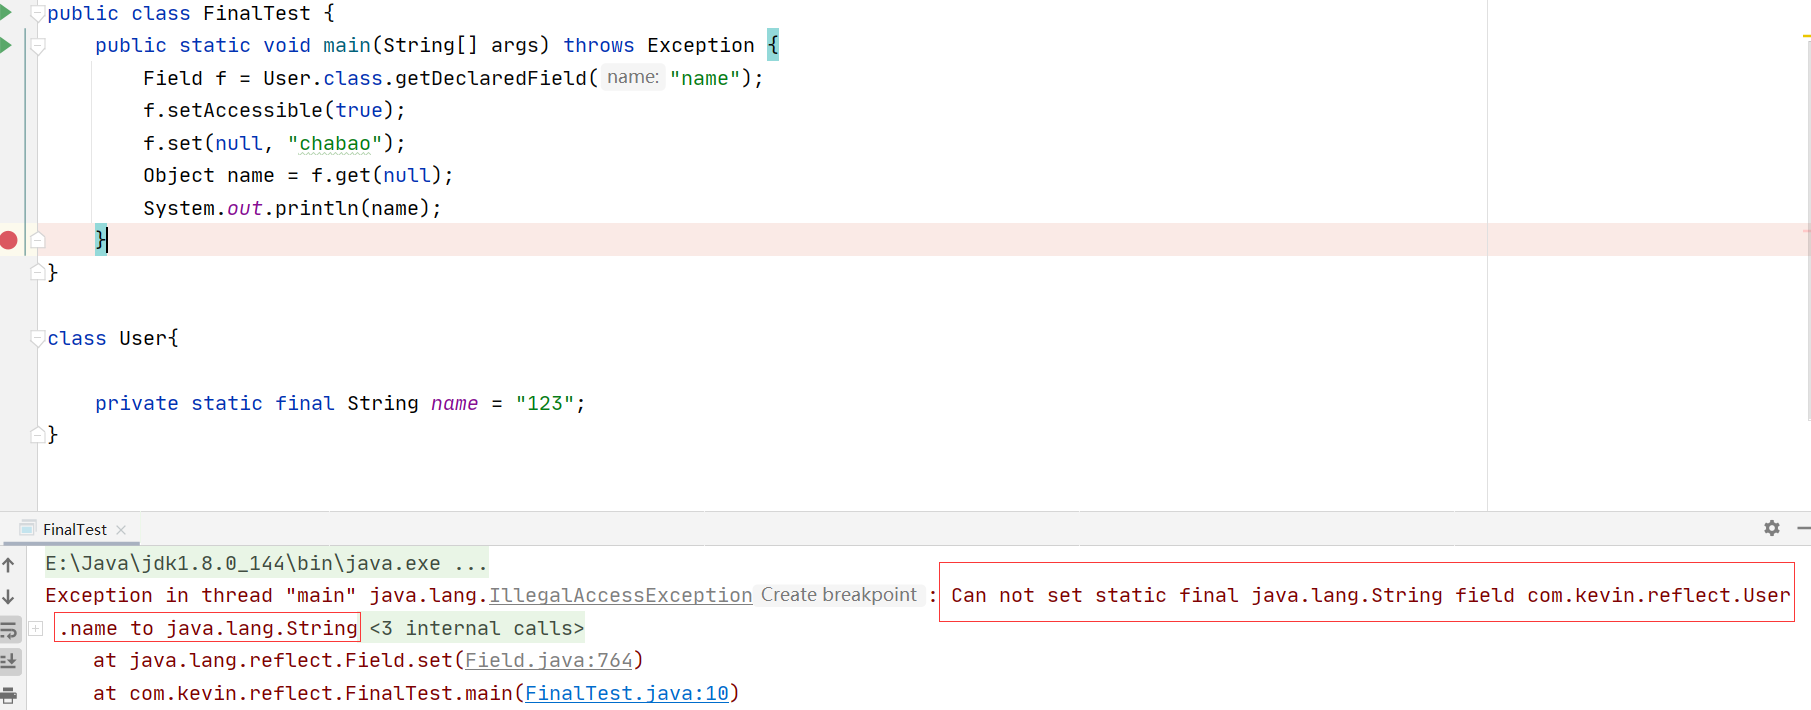 public class FinalTest {
public static void main(String[] args) throws Exception {
Field f = User.class.getDeclaredField( name: "name");
f.setAccessible(true);
f.set(null, "chabao");
Object name = f.get(null);
System.out.println(name);
}
}
class User{
private static final String name = "123";
}
FinalTest
E:\Java\jdk1.8.0_144\bin\java.exe ...
Exception in thread "main" java.lang.IllegalAccessException Create breakpoint : Can not set static final java.lang.String field com.kevin.reflect.User
.name to java.lang.String <3 internal calls>
at java.lang.reflect.Field.set(Field.java:764)
at com.kevin.reflect.FinalTest.main(FinalTest.java:10)